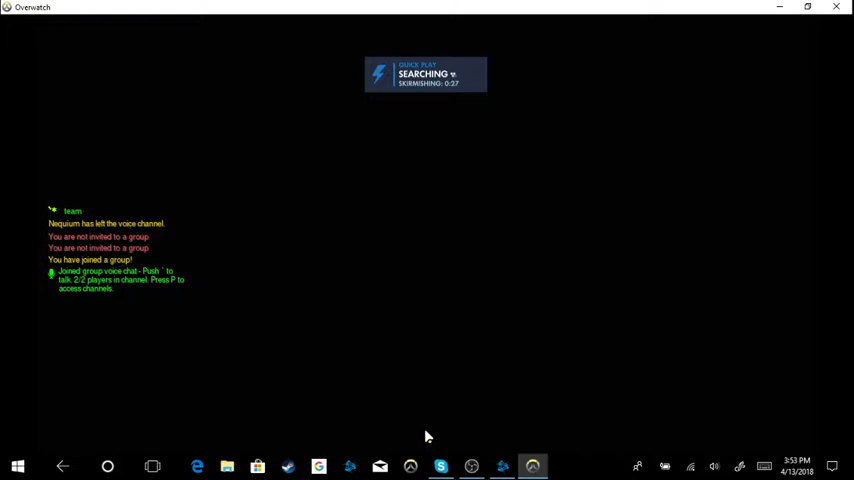 Overwatch
QUICK PLAY
SEARCHING
SKIRMISHING: 0:27
team
Nequium has left the voice channel.
You are not invited to a group
You are not invited to a group
You have joined a group!
Joined group voice chat - Push ` to
talk. 2/2 players in channel. Press P to
access channels.
3:53 PM
4/13/2018